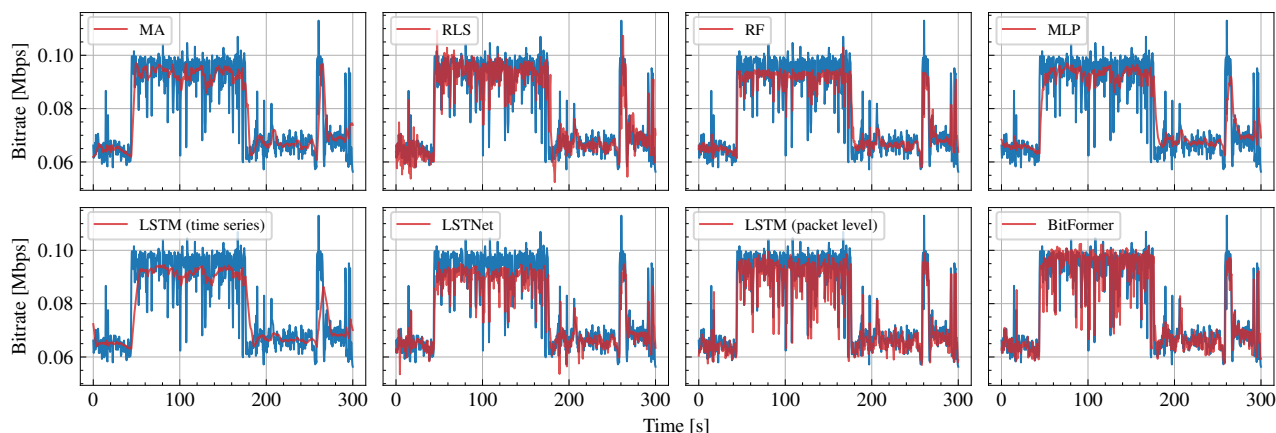 MA
RLS
RF
MLP
Bitrate [Mbps]
0.10
0.08
0.06
LSTM (time series)
LSTNet
LSTM (packet level)
BitFormer
Bitrate [Mbps]
0.10
0.08
0.06
0 100 200 300
0 100 200 300
0 100 200 300
0 100 200 300
Time [s]